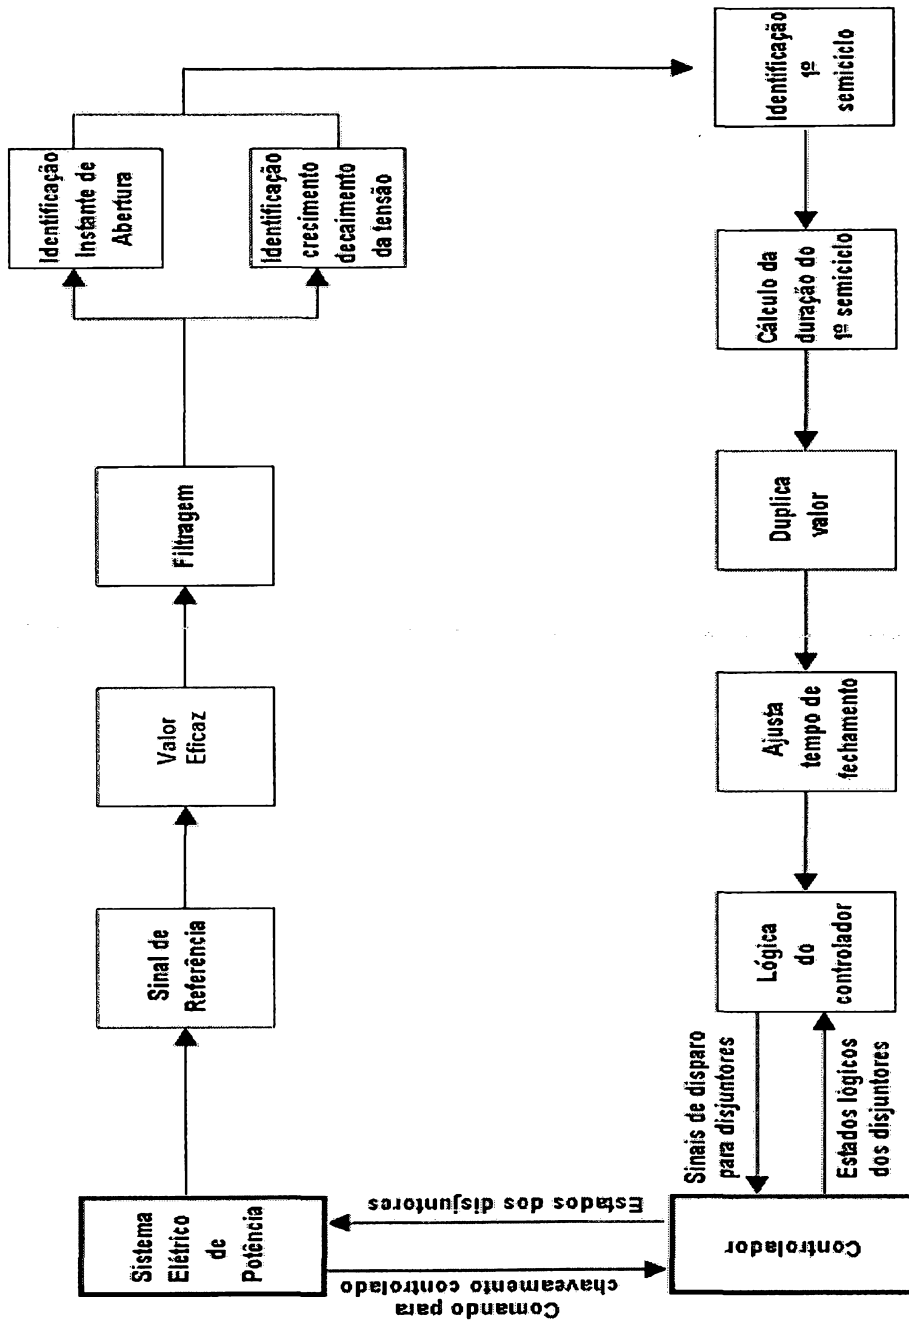 Sistema
Elétrico
de
Potência
Sinal de
Referência
Valor
Eficaz
Filtragem
Identificação
Instante de
Abertura
Identificação
crecimento
decaimento
da tensão
Identificação
1º
semiciclo
Cálculo da
duração do
1º semiciclo
Duplica
valor
Ajusta
tempo de
fechamento
Lógica
do
controlador
Sinais de disparo
para disjuntores
Estados lógicos
dos disjuntores
Controlador
Comando para
chaveamento controlado
Estados dos disjuntores